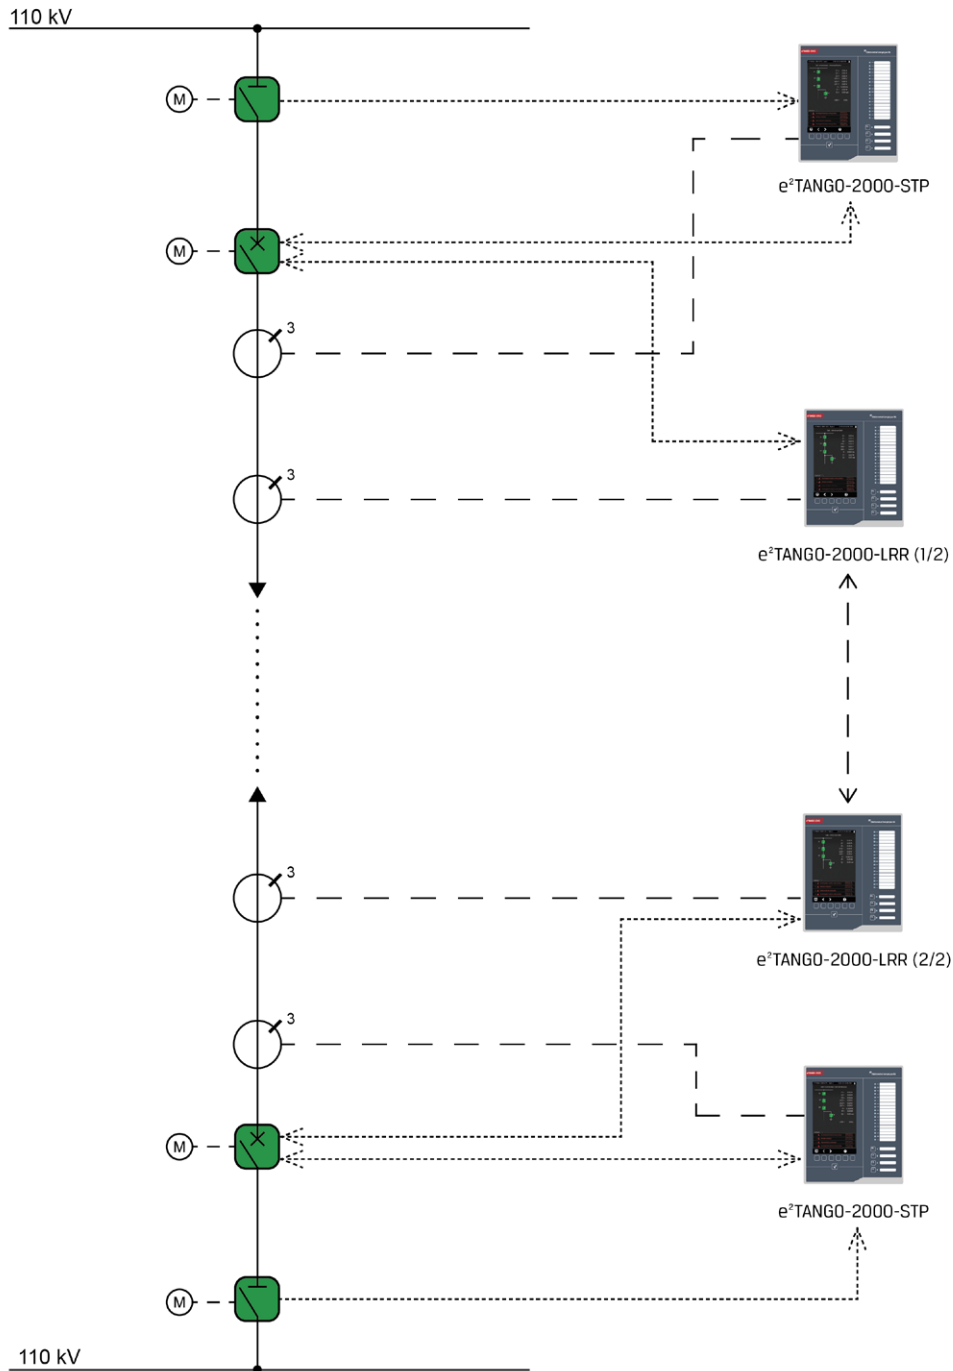 110 kV
M
e²TANGO-2000-STP
M
3
3
e²TANGO-2000-LRR (1/2)
3
e²TANGO-2000-LRR (2/2)
3
M
e²TANGO-2000-STP
M
110 kV